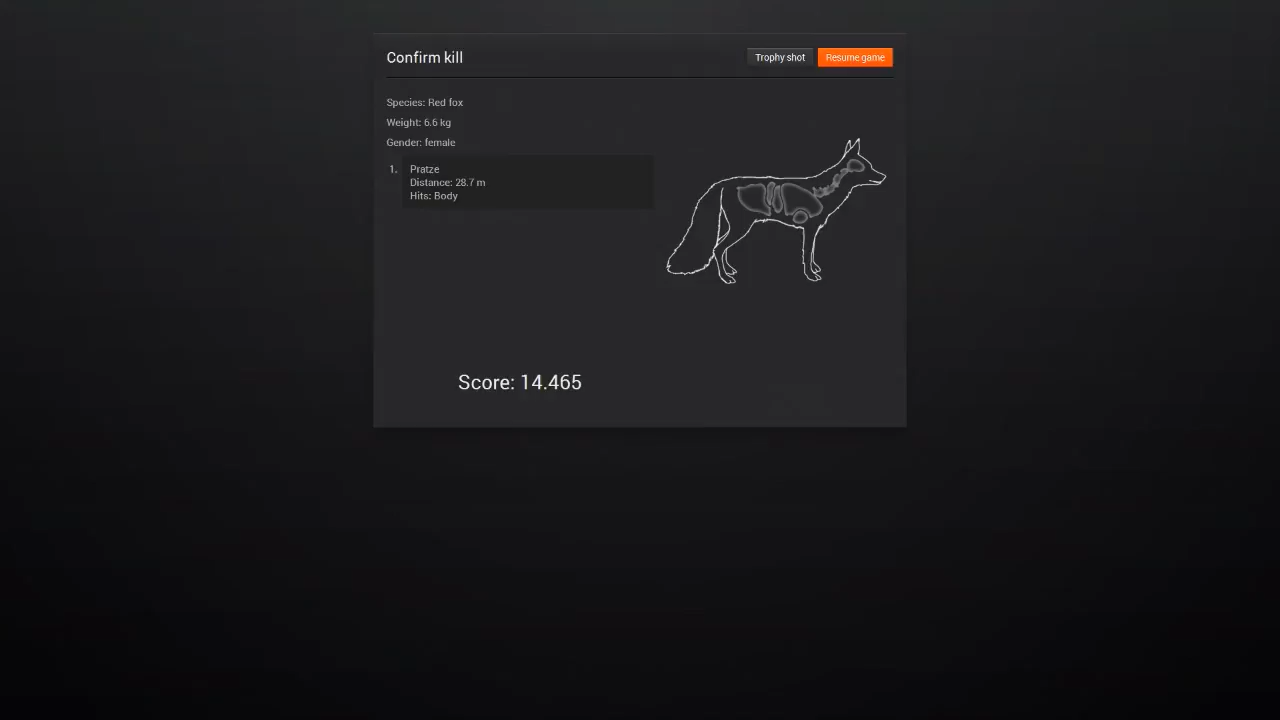 Confirm kill
Trophy shot
Resume game
Species: Red fox
Weight: 6.6 kg
Gender: female
1.
Pratze
Distance: 28.7 m
Hits: Body
Score: 14.465